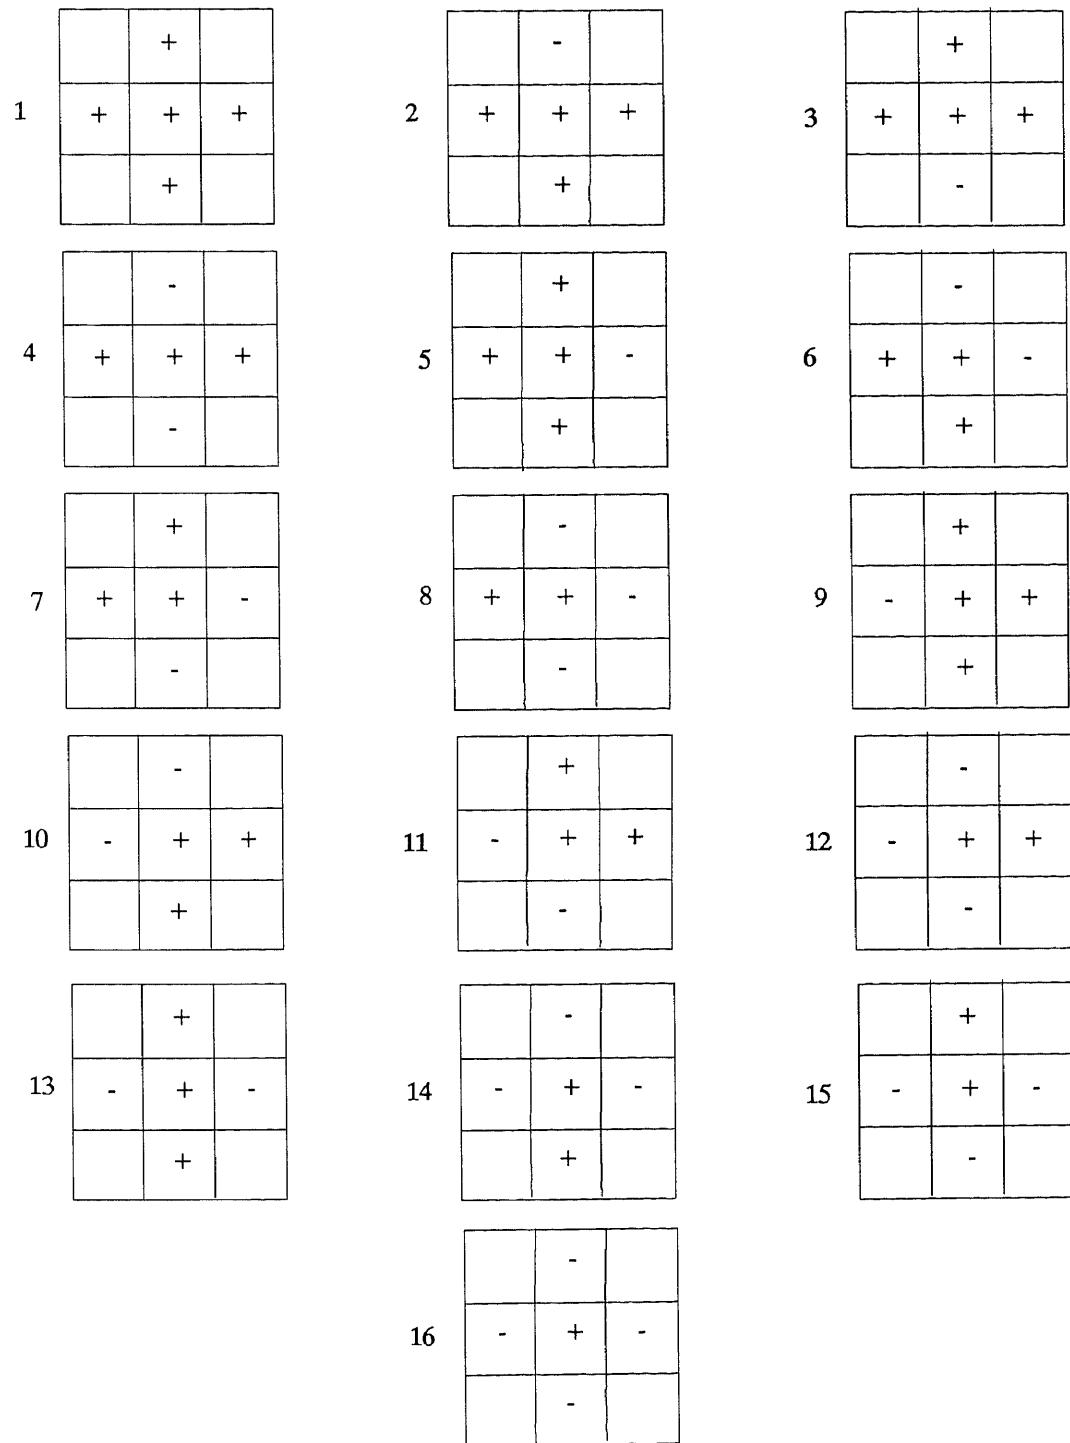 + - +
1 + + + 2 + + + 3 + + +
+ + -
- + -
4 + + + 5 + + - 6 + + -
- + +
+ - +
7 + + - 8 + + - 9 - + +
- - +
- + -
10 - + + 11 - + + 12 - + +
+ - -
+ - +
13 - + - 14 - + - 15 - + -
+ + -
-
16 - + -
-